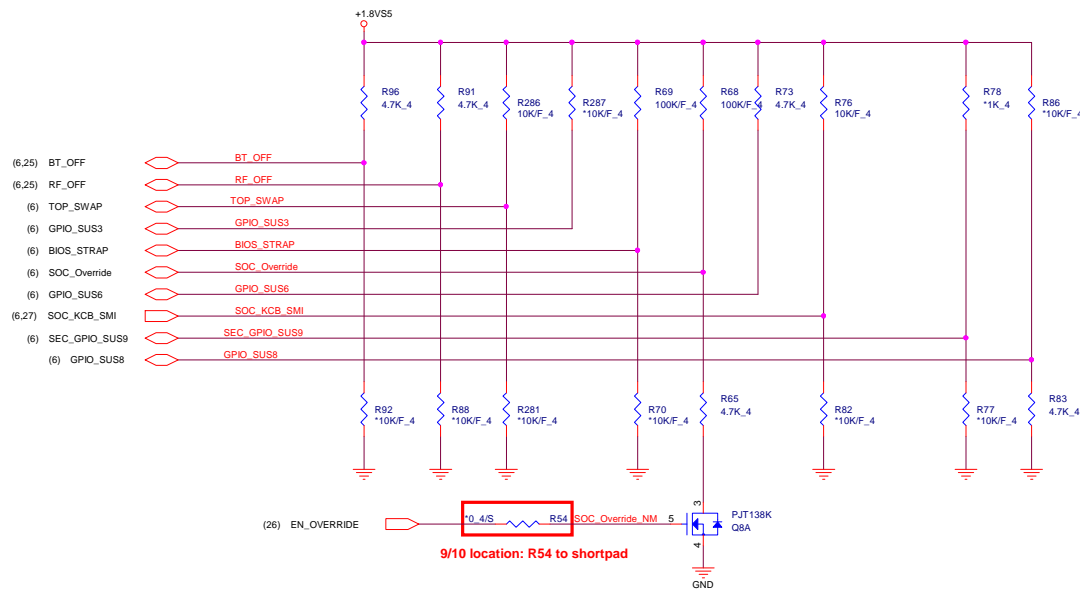 +1.8VS5
R96
4.7K_4
R91
4.7K_4
R286
10K/F_4
R287
*10K/F_4
R69
100K/F_4
R68
100K/F_4
R73
4.7K_4
R76
10K/F_4
R78
*1K_4
R86
*10K/F_4
(6,25) BT_OFF BT_OFF
(6,25) RF_OFF RF_OFF
(6) TOP_SWAP TOP_SWAP
(6) GPIO_SUS3 GPIO_SUS3
(6) BIOS_STRAP BIOS_STRAP
(6) SOC_Override SOC_Override
(6) GPIO_SUS6 GPIO_SUS6
(6,27) SOC_KCB_SMI SOC_KCB_SMI
(6) SEC_GPIO_SUS9 SEC_GPIO_SUS9
(6) GPIO_SUS8 GPIO_SUS8
R92
*10K/F_4
R88
*10K/F_4
R281
*10K/F_4
R70
*10K/F_4
R65
4.7K_4
R82
*10K/F_4
R77
*10K/F_4
R83
4.7K_4
(26) EN_OVERRIDE *0_4/S R54 SOC_Override_NM 5
3
4
PJT138K
Q8A
9/10 location: R54 to shortpad
GND